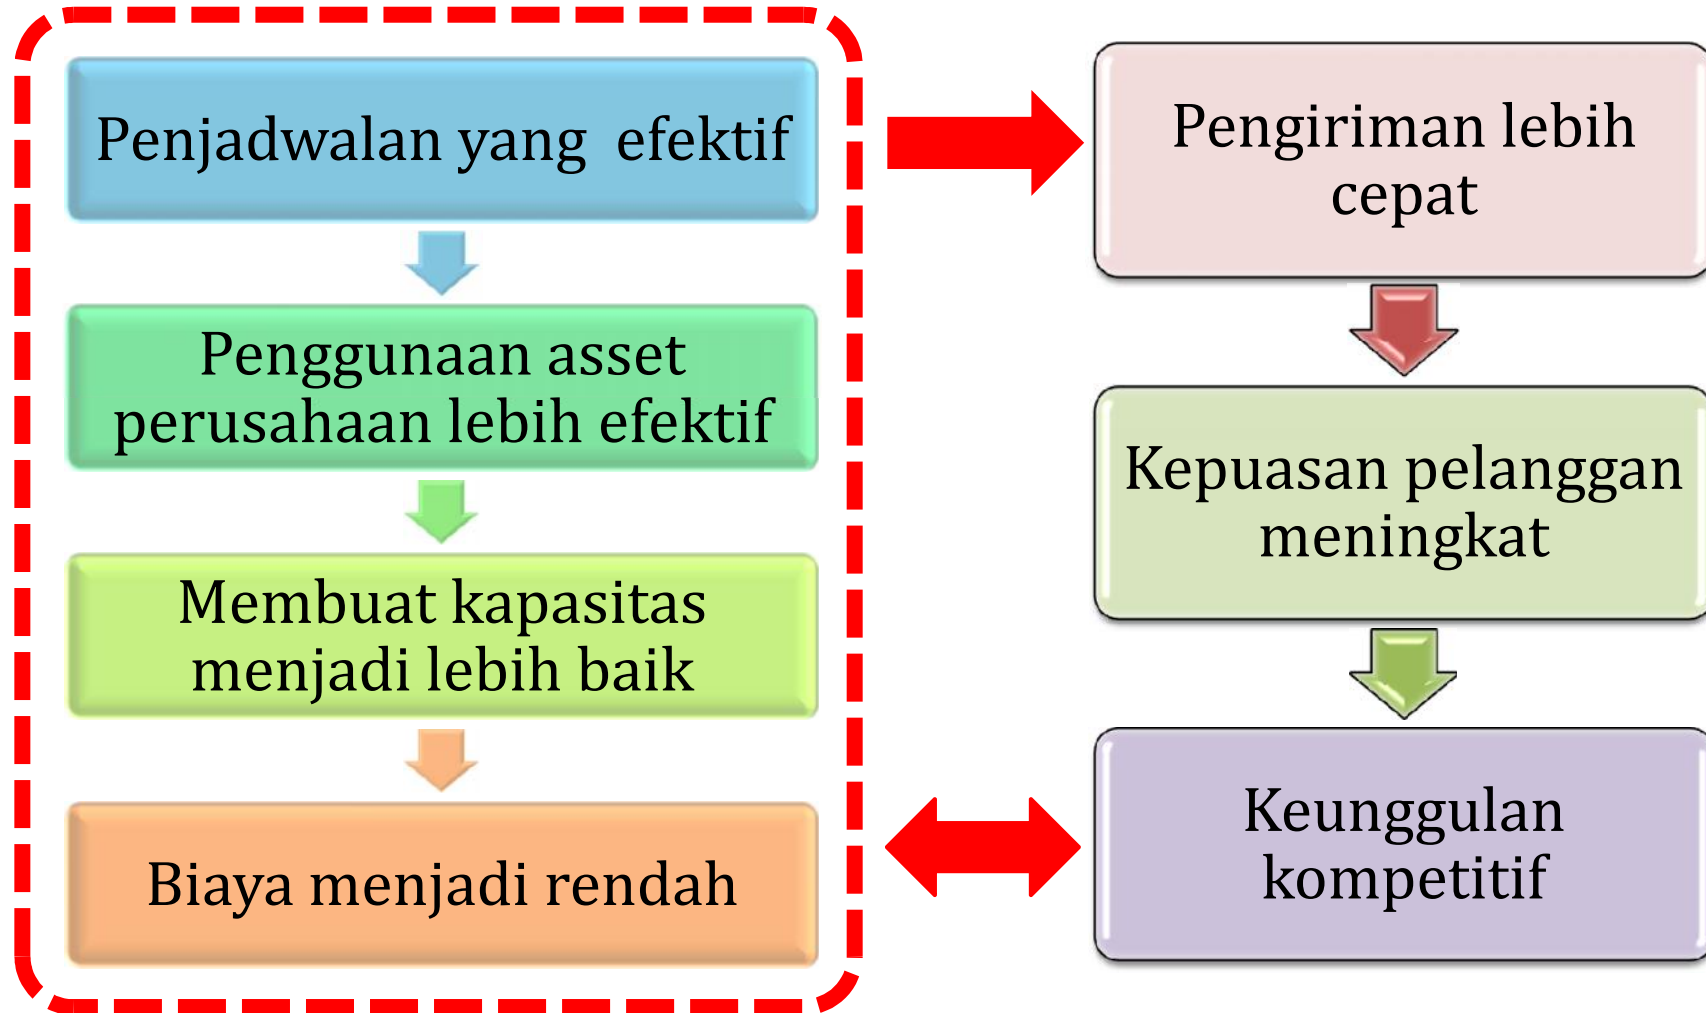 Penjadwalan yang  efektif
Penggunaan asset
perusahaan lebih efektif
Membuat kapasitas
menjadi lebih baik
Biaya menjadi rendah
Pengiriman lebih
cepat
Kepuasan pelanggan
meningkat
Keunggulan
kompetitif